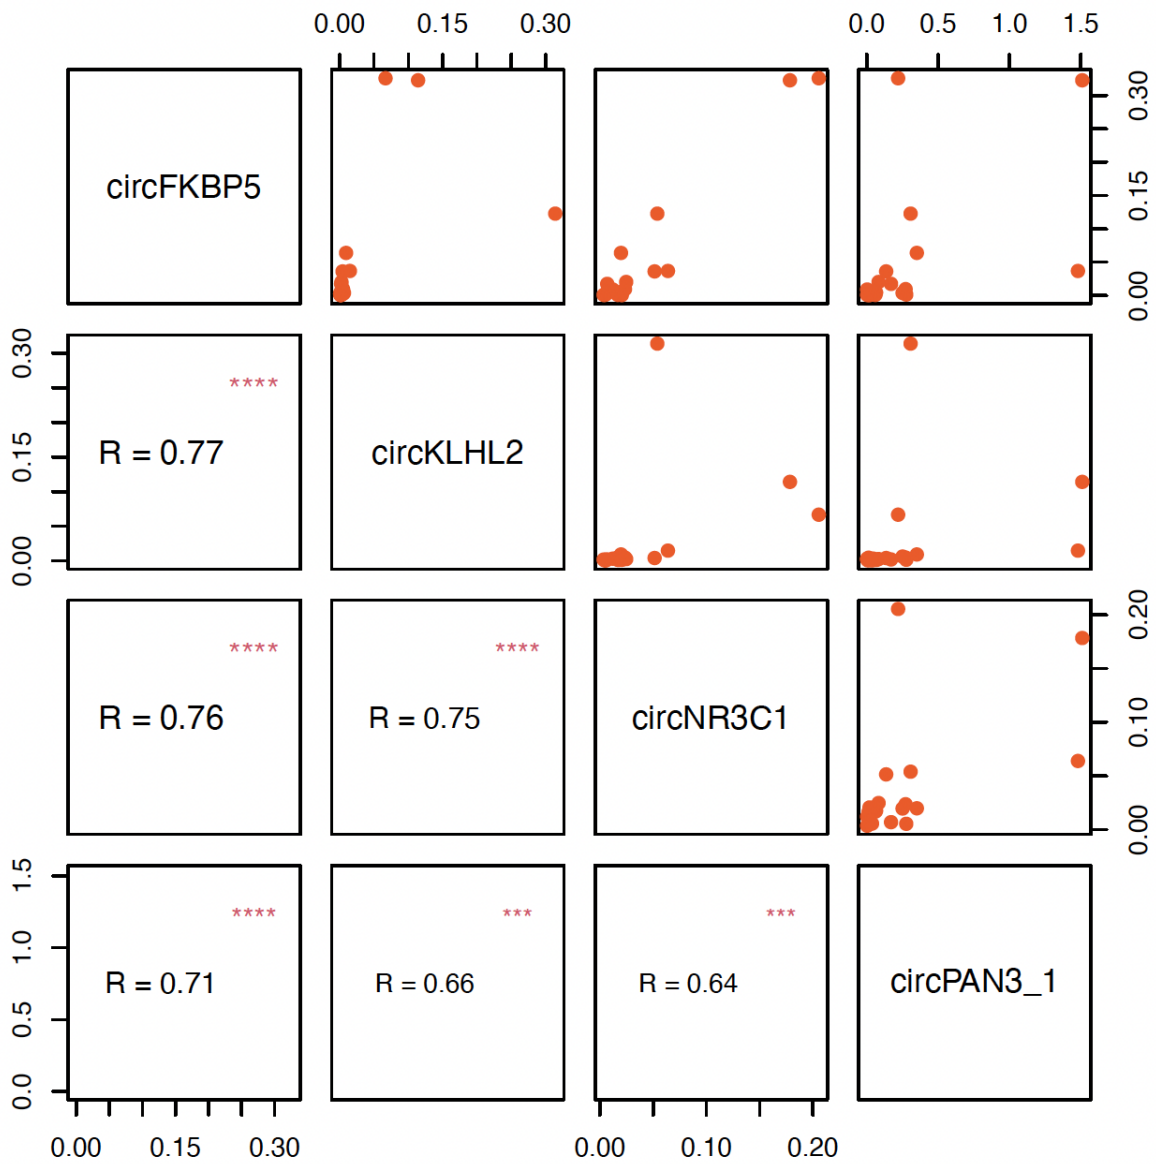 0.00 0.15 0.30 0.0 0.5 1.0 1.5
circFKBP5
0.00 0.15 0.30
0.00 0.15 0.30
****
R = 0.77
circKLHL2
****
R = 0.76
****
R = 0.75
circNR3C1
0.00 0.10 0.20
0.0 0.5 1.0 1.5
****
R = 0.71
***
R = 0.66
***
R = 0.64
circPAN3_1
0.00 0.15 0.30 0.00 0.10 0.20